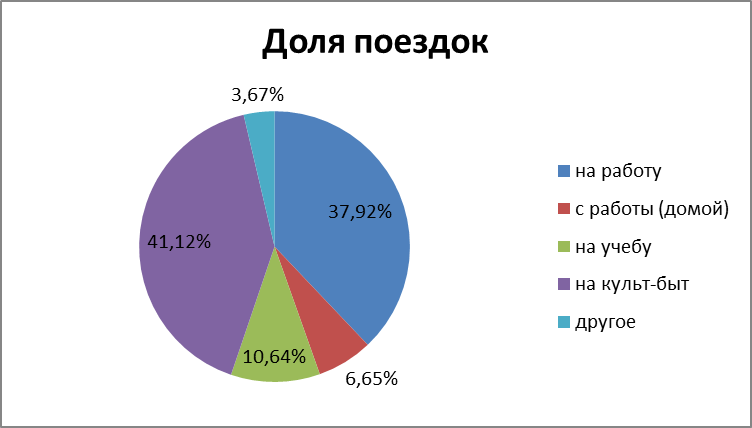 Доля поездок
3,67%
37,92%
41,12%
10,64%
6,65%
на работу
с работы (домой)
на учебу
на культ-быт
другое